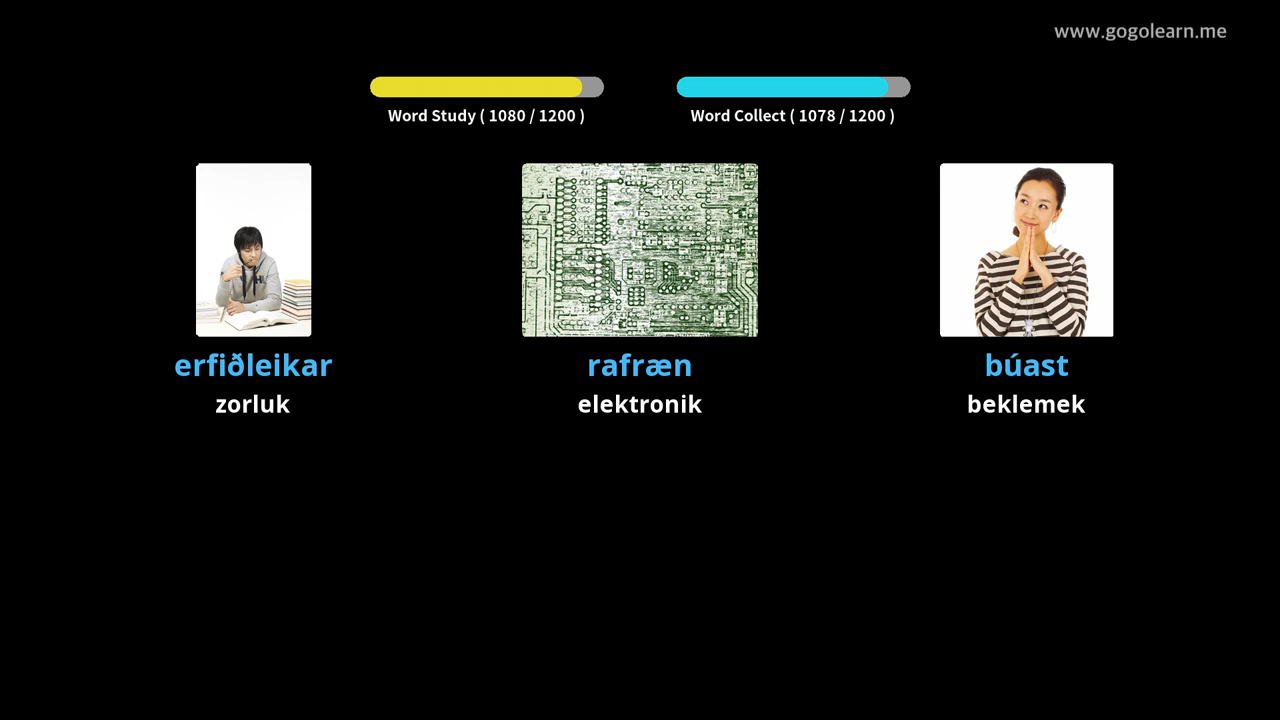 www.gogolearn.me
Word Study ( 1080 / 1200 )
Word Collect ( 1078 / 1200 )
erfiðleikar
zorluk
rafræn
elektronik
búast
beklemek